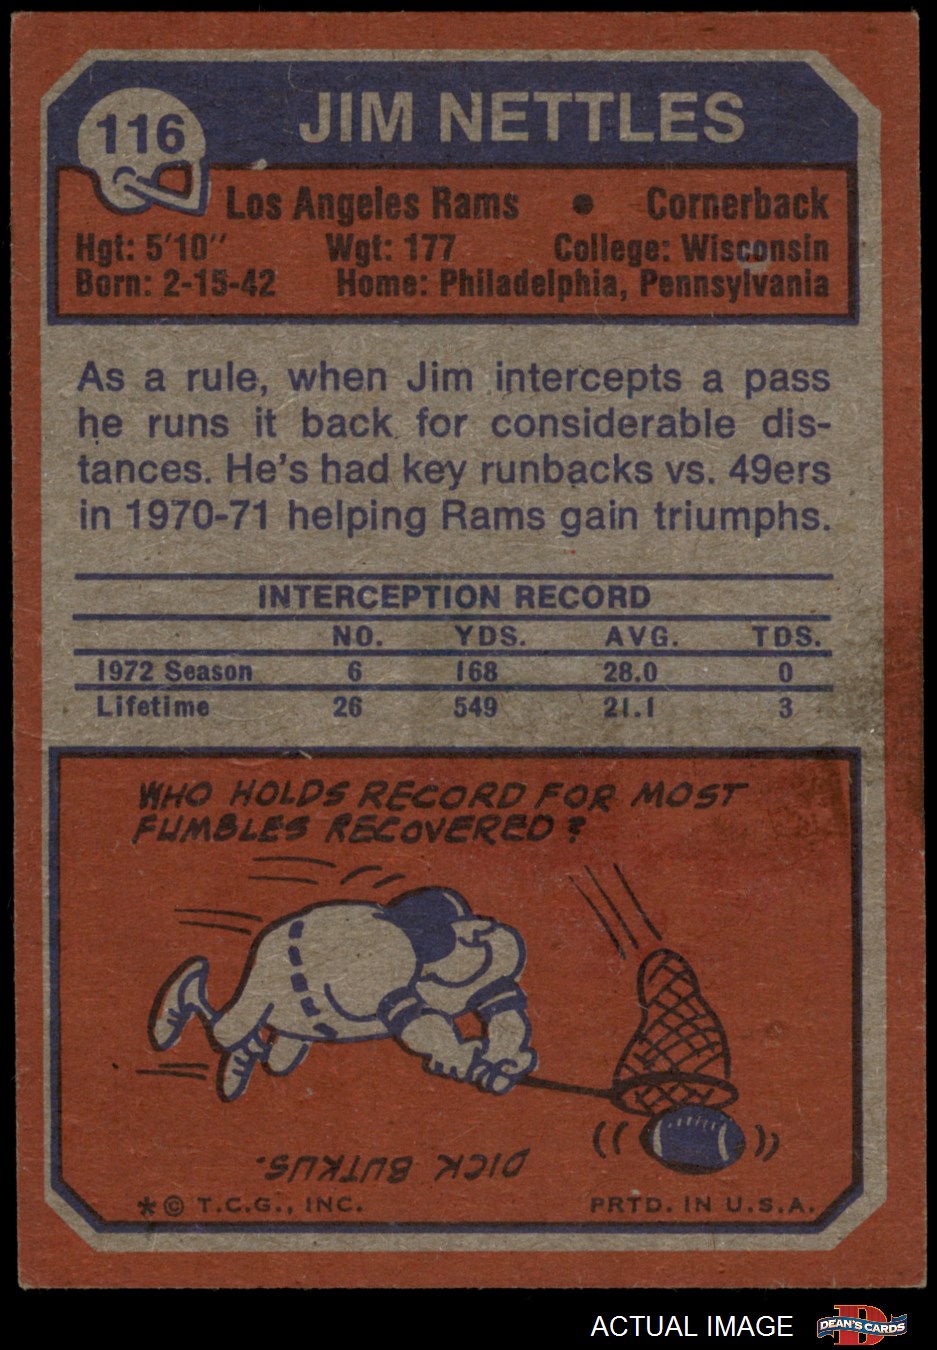 116
JIM NETTLES
Los Angeles Rams • Cornerback
Hgt: 5'10" Wgt: 177 College: Wisconsin
Born: 2-15-42 Home: Philadelphia, Pennsylvania
As a rule, when Jim intercepts a pass
he runs it back for considerable dis-
tances. He's had key runbacks vs. 49ers
in 1970-71 helping Rams gain triumphs.
INTERCEPTION RECORD
NO. YDS. AVG. TDS.
1972 Season 6 168 28.0 0
Lifetime 26 549 21.1 3
WHO HOLDS RECORD FOR MOST
FUMBLES RECOVERED?
DICK BUTKUS.
*© T.C.G., INC. PRTD. IN U.S.A.
ACTUAL IMAGE
D
DEAN'S CARDS